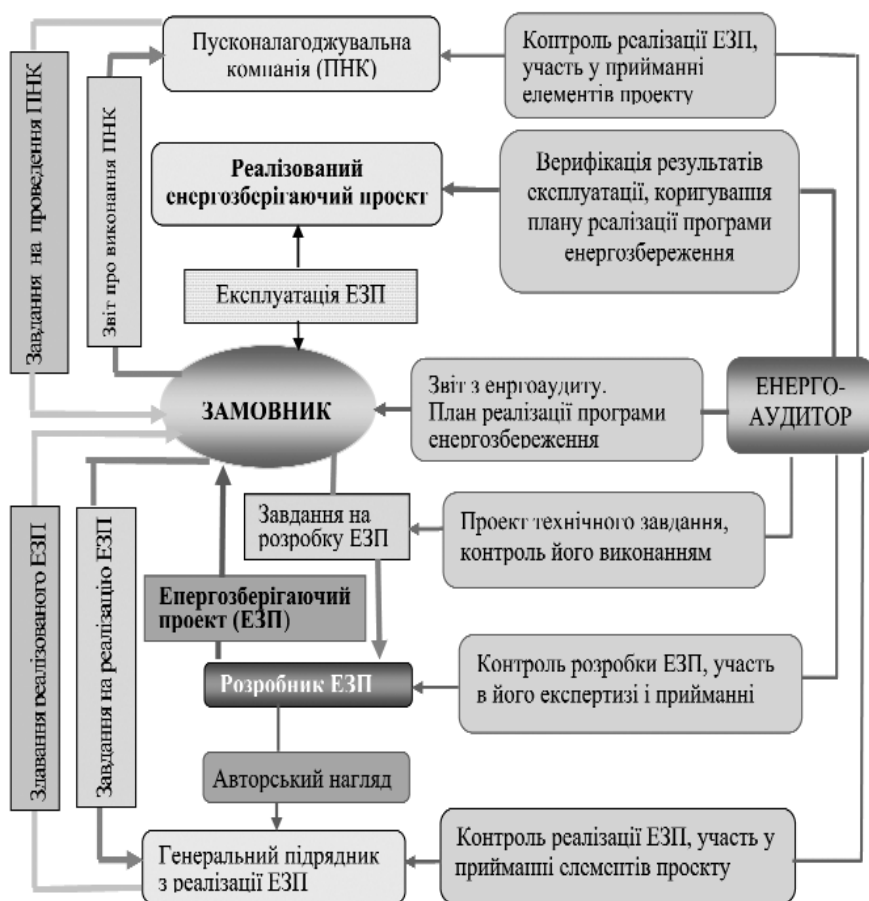 Пусконалагоджувальна
компанія (ПНК)
Контроль реалізації ЕЗП,
участь у прийманні
елементів проекту
Завдання на проведення ПНК
Звіт про виконання ПНК
Реалізований
енергозберігаючий проект
Верифікація результатів
експлуатації, коригування
плану реалізації програми
енергозбереження
Експлуатація ЕЗП
ЗАМОВНИК
Звіт з енргоаудиту.
План реалізації програми
енергозбереження
ЕНЕРГО-
АУДИТОР
Здавання реалізованого ЕЗП
Завдання на реалізацію ЕЗП
Завдання на
розробку ЕЗП
Проект технічного завдання,
контроль його виконанням
Енергозберігаючий
проект (ЕЗП)
Розробник ЕЗП
Контроль розробки ЕЗП, участь
в його експертизі і прийманні
Авторський нагляд
Генеральний підрядник
з реалізації ЕЗП
Контроль реалізації ЕЗП, участь у
прийманні елементів проекту